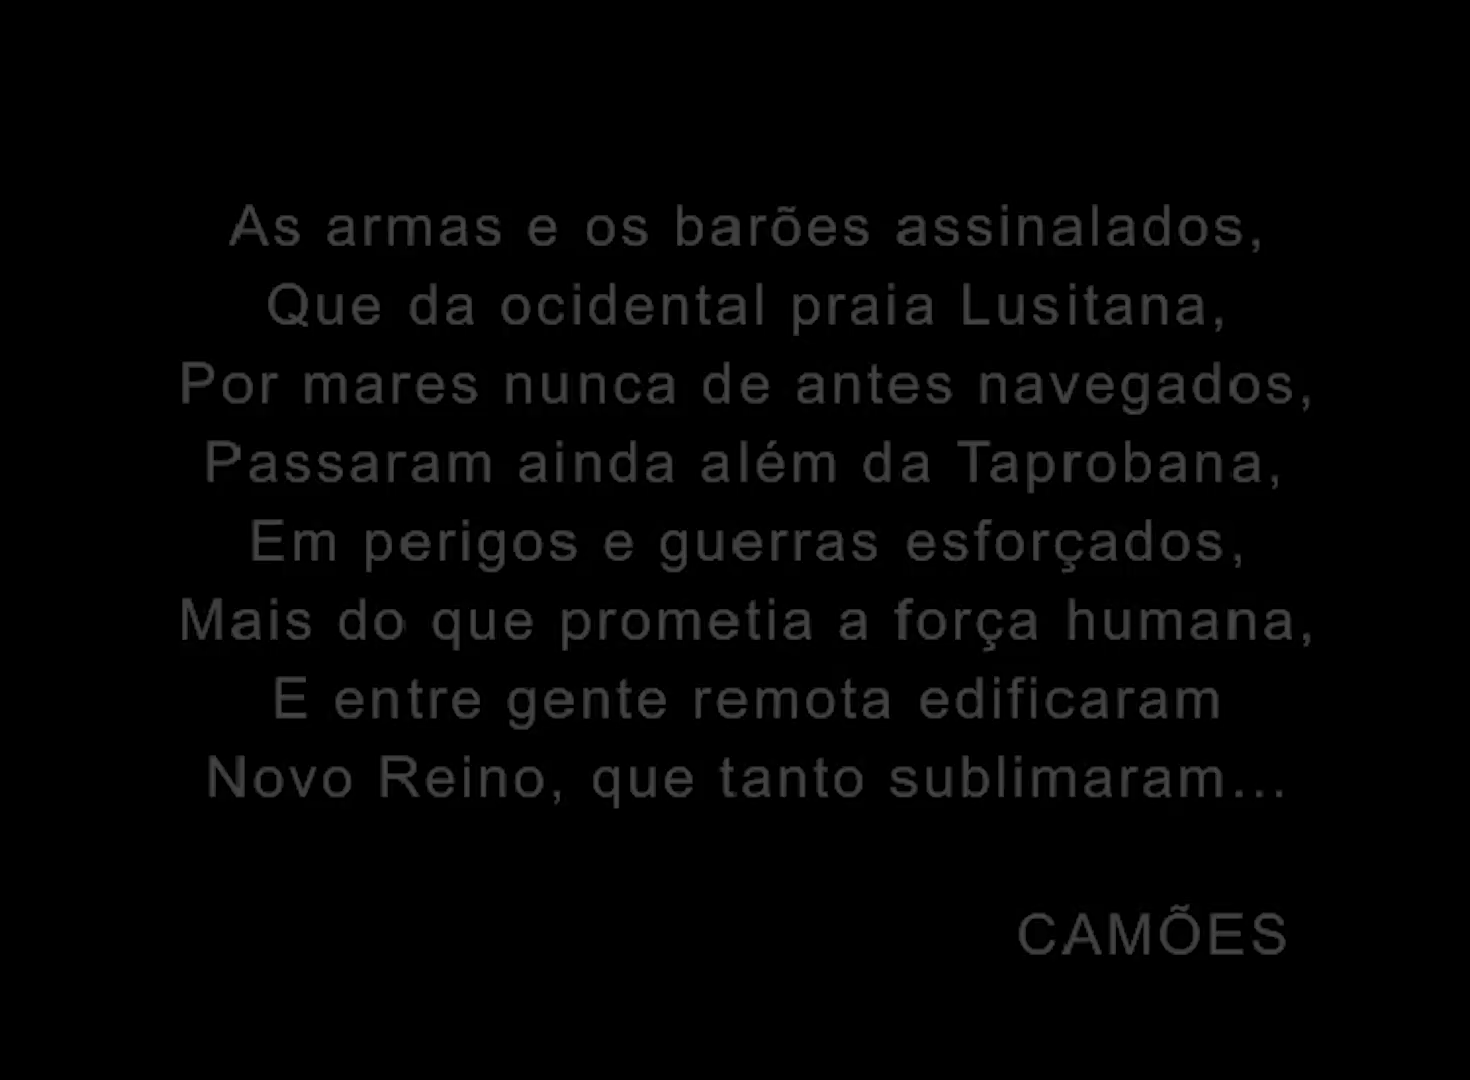 As armas e os barões assinalados,
Que da ocidental praia Lusitana,
Por mares nunca de antes navegados,
Passaram ainda além da Taprobana,
Em perigos e guerras esforçados,
Mais do que prometia a força humana,
E entre gente remota edificaram
Novo Reino, que tanto sublimaram...
CAMÕES